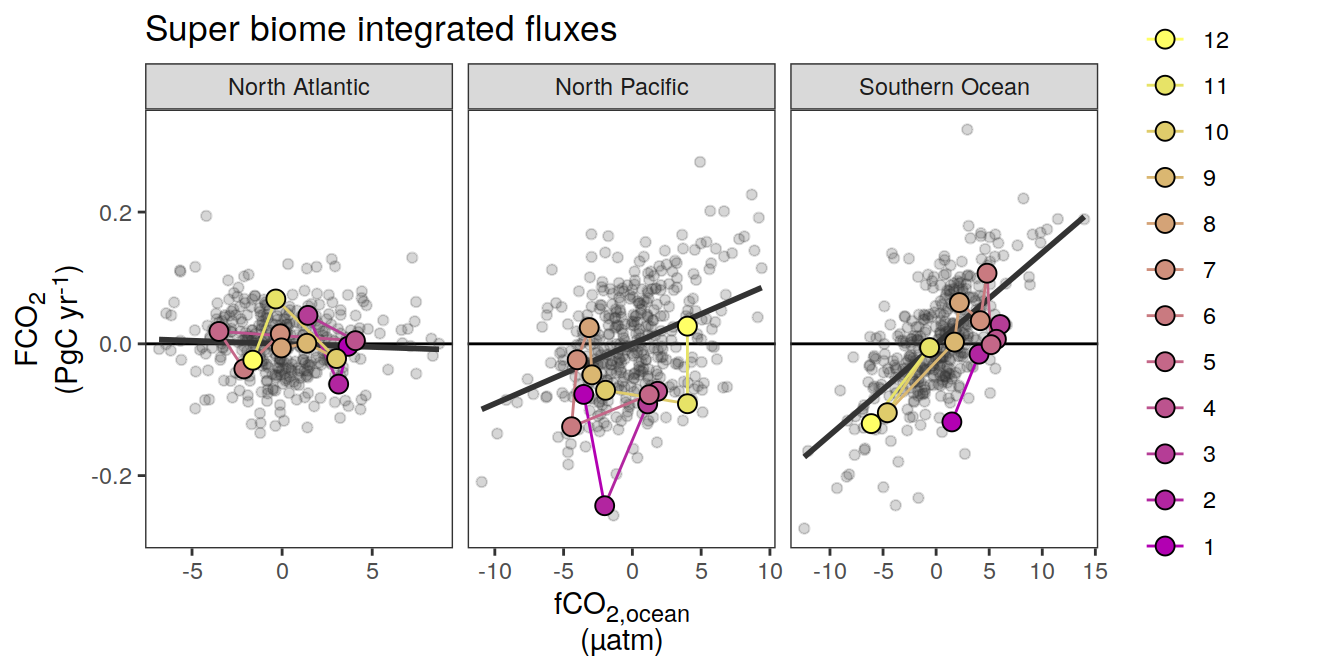 Super biome integrated fluxes
North Atlantic
North Pacific
Southern Ocean
FCO₂
(PgC yr⁻¹)
0.2
0.0
-0.2
-5 0 5
-10 -5 0 5 10
-10 -5 0 5 10 15
fCO₂,ocean
(µatm)
12
11
10
9
8
7
6
5
4
3
2
1